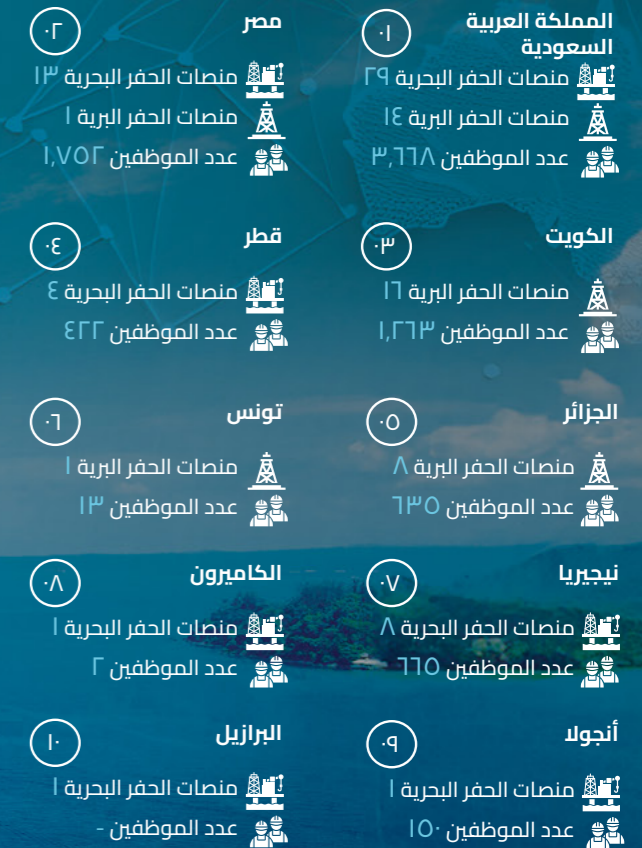 المملكة العربية
السعودية
٠١
منصات الحفر البحرية ٢٩
منصات الحفر البرية ١٤
عدد الموظفين ٣,٦٦٨
مصر
٠٢
منصات الحفر البحرية ١٣
منصات الحفر البرية ١
عدد الموظفين ١,٧٥٢
الكويت
٠٣
منصات الحفر البرية ١٦
عدد الموظفين ١,٢٦٣
قطر
٠٤
منصات الحفر البحرية ٤
عدد الموظفين ٤٢٢
الجزائر
٠٥
منصات الحفر البرية ٨
عدد الموظفين ٦٣٥
تونس
٠٦
منصات الحفر البرية ١
عدد الموظفين ١٣
نيجيريا
٠٧
منصات الحفر البحرية ٨
عدد الموظفين ٦٦٥
الكاميرون
٠٨
منصات الحفر البحرية ١
عدد الموظفين ٢
أنجولا
٠٩
منصات الحفر البحرية ١
عدد الموظفين ١٥٠
البرازيل
١٠
منصات الحفر البحرية ١
عدد الموظفين -